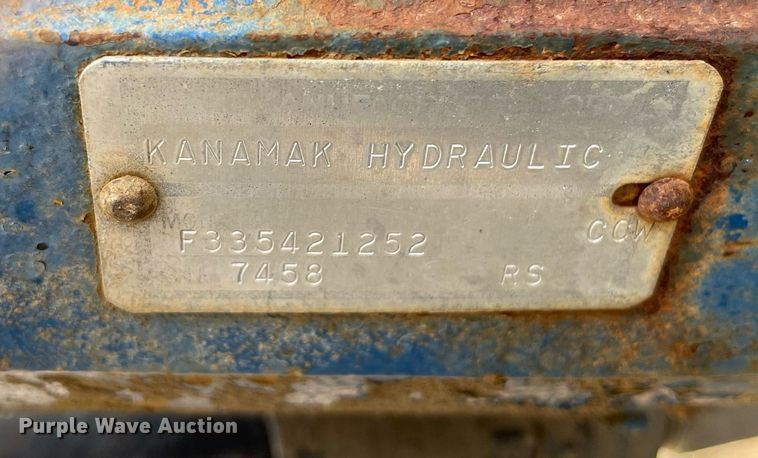 KANAMAK HYDRAULIC
F335421252 CCW
7458 RS
Purple Wave Auction